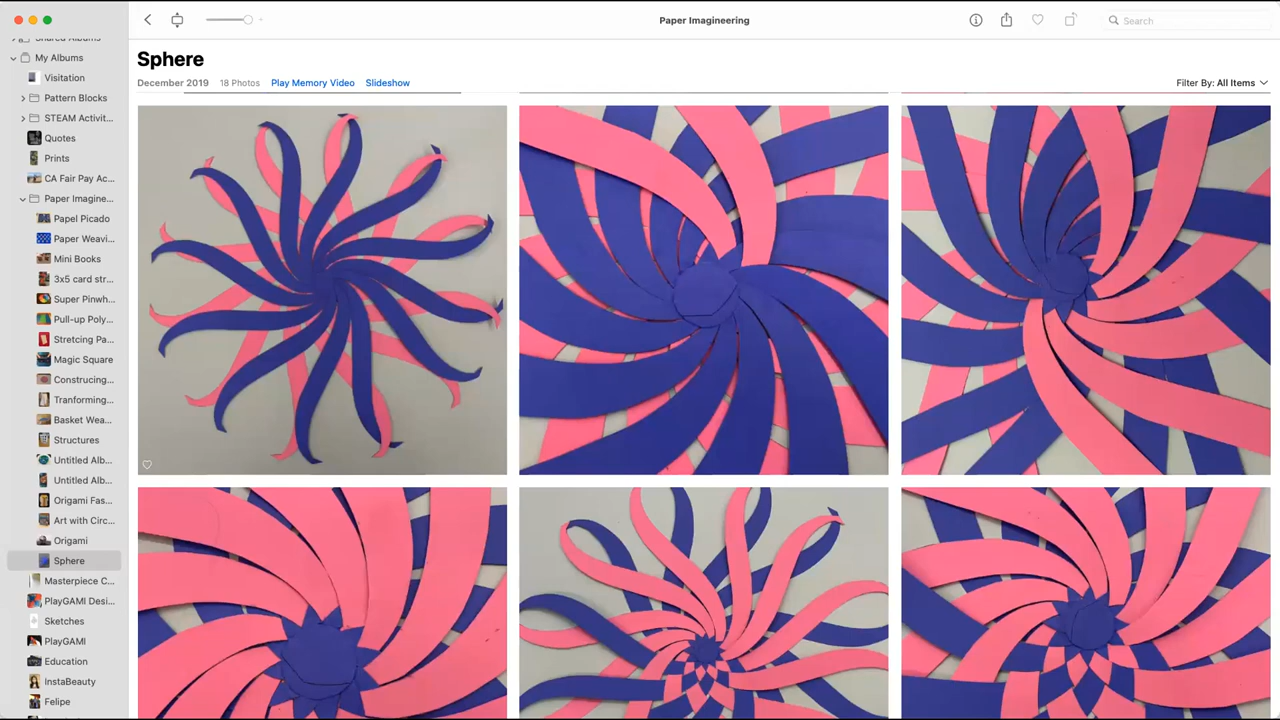 Paper Imagineering
Search
Shared Albums
My Albums
Visitation
Pattern Blocks
STEAM Activit...
Quotes
Prints
CA Fair Pay Ac...
Paper Imagine...
Papel Picado
Paper Weavi...
Mini Books
3x5 card str...
Super Pinwh...
Pull-up Poly...
Stretcing Pa...
Magic Square
Construcing...
Tranforming...
Basket Wea...
Structures
Untitled Alb...
Untitled Alb...
Origami Fas...
Art with Circ...
Origami
Sphere
Masterpiece C...
PlayGAMI Desi...
Sketches
PlayGAMI
Education
InstaBeauty
Felipe
Sphere
December 2019 18 Photos Play Memory Video Slideshow
Filter By: All Items